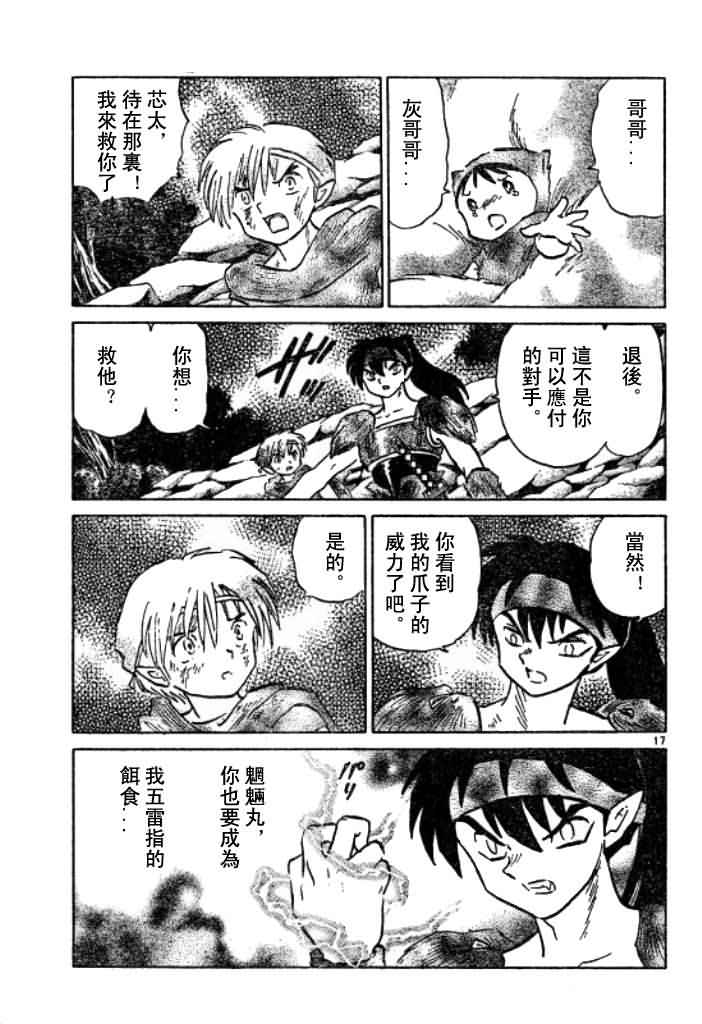 哥哥···
灰哥哥···
芯太，
待在那裏！
我來救你了
退後。
這不是你
可以應付
的對手。
你想···
救他？
當然！
你看到
我的爪子的
威力了吧。
是的。
17
魍魎丸，
你也要成為
我五雷指的
餌食···
バリ